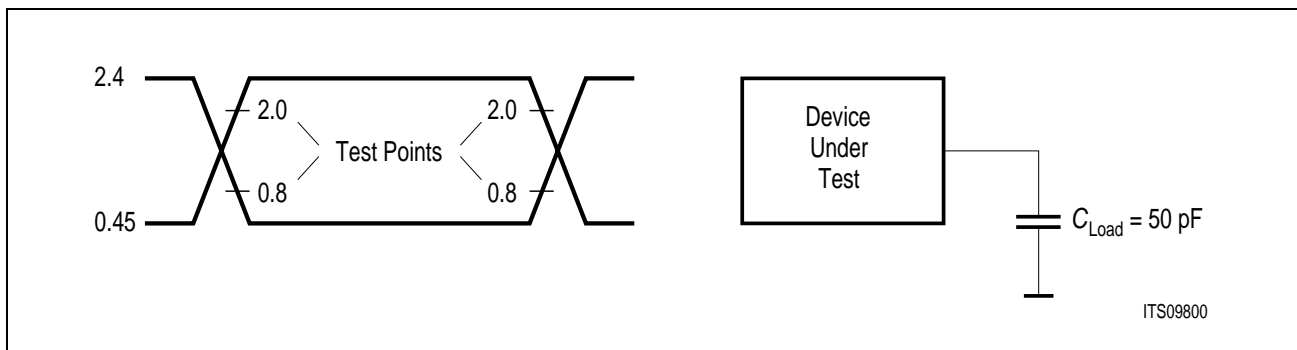 2.4
2.0
2.0
Test Points
0.8
0.8
0.45
Device
Under
Test
C Load = 50 pF
ITS09800